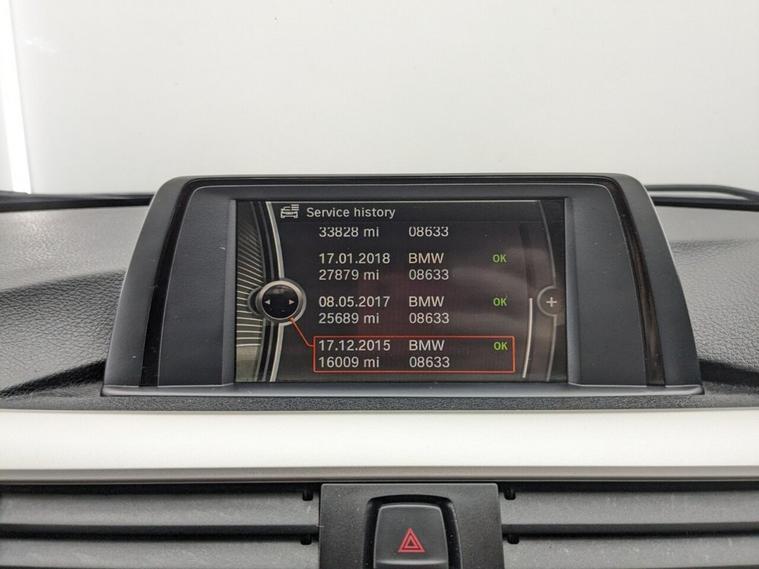 Service history
33828 mi 08633
17.01.2018 BMW OK
27879 mi 08633
08.05.2017 BMW OK
25689 mi 08633
17.12.2015 BMW OK
16009 mi 08633